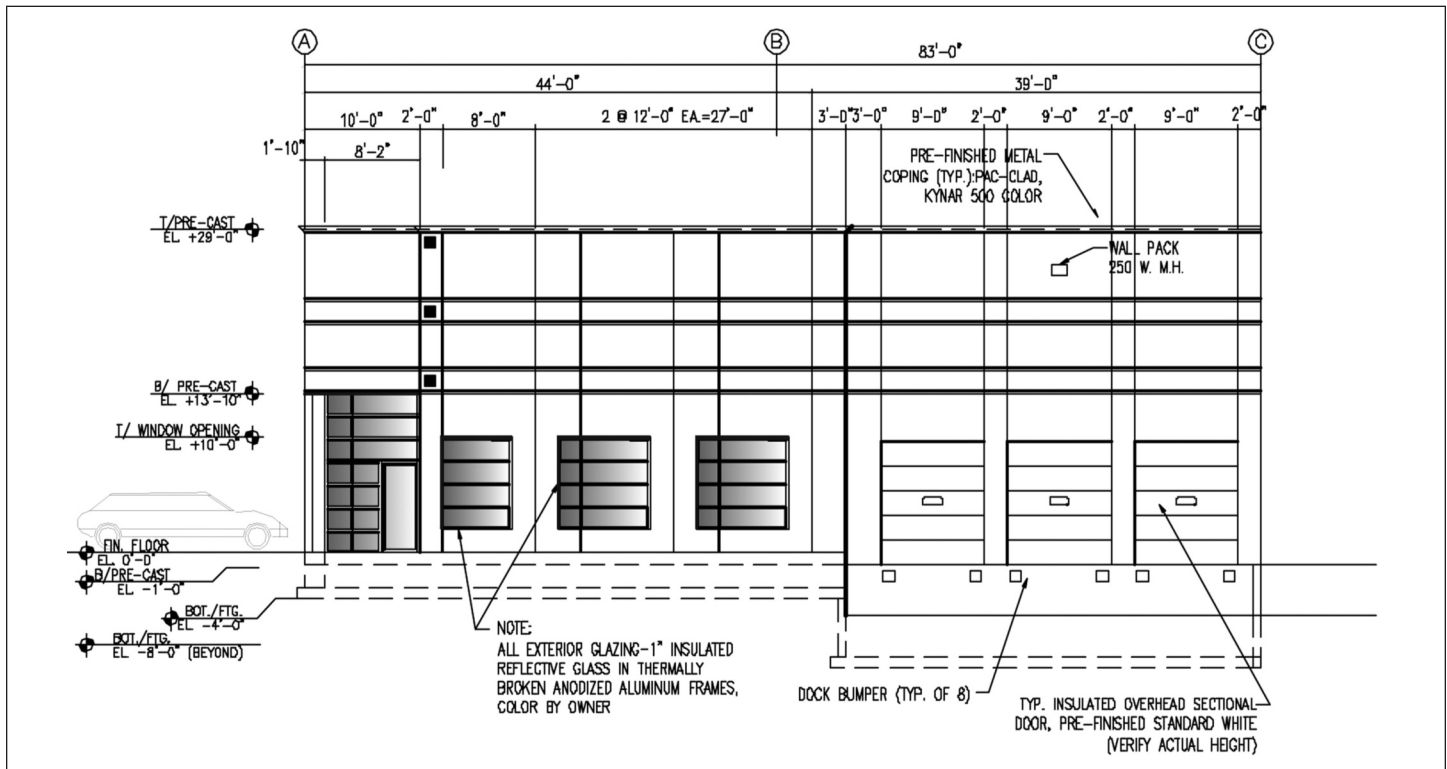 A
B
C
83'-0"
44'-0"
39'-0"
10'-0"
2'-0"
8'-0"
2 @ 12'-0" EA.=27'-0"
3'-0"
3'-0"
9'-0"
2'-0"
9'-0"
2'-0"
9'-0"
2'-0"
1'-10"
8'-2"
PRE-FINISHED METAL
COPING (TYP.):PAC-CLAD,
KYNAR 500 COLOR
T/PRE-CAST
EL +29'-0"
WALL PACK
250 W. M.H.
B/ PRE-CAST
EL +13'-10"
T/ WINDOW OPENING
EL +10'-0"
FIN. FLOOR
EL. 0'-0"
B/PRE-CAST
EL -1'-0"
BOT./FTG.
EL -4'-0"
BOT./FTG.
EL -8'-0" (BEYOND)
NOTE:
ALL EXTERIOR GLAZING-1" INSULATED
REFLECTIVE GLASS IN THERMALLY
BROKEN ANODIZED ALUMINUM FRAMES,
COLOR BY OWNER
DOCK BUMPER (TYP. OF 8)
TYP. INSULATED OVERHEAD SECTIONAL
DOOR, PRE-FINISHED STANDARD WHITE
(VERIFY ACTUAL HEIGHT)